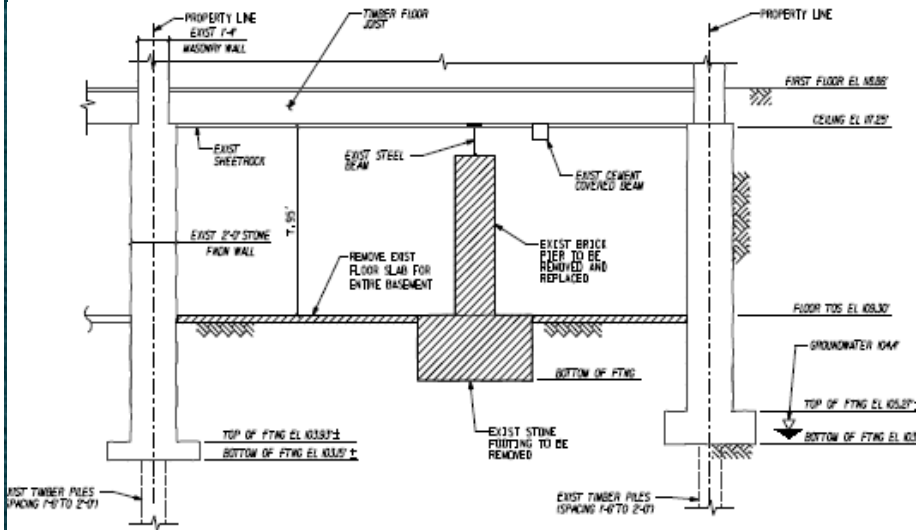 PROPERTY LINE
EXIST 1'-4"
MASONRY WALL
TIMBER FLOOR
JOIST
PROPERTY LINE
FIRST FLOOR EL
CEILING EL 117.25'
EXIST
SHEETROCK
EXIST STEEL
BEAM
EXIST CEMENT
COVERED BEAM
7.95'
EXIST 2'-0" STONE
FNDN WALL
REMOVE EXIST
FLOOR SLAB FOR
ENTIRE BASEMENT
EXIST BRICK
PIER TO BE
REMOVED AND
REPLACED
FLOOR TOS EL 109.30'
GROUNDWATER
BOTTOM OF FTNG
TOP OF FTNG EL 105.27'
BOTTOM OF FTNG EL
TOP OF FTNG EL 103.93'±
BOTTOM OF FTNG EL 103.15'±
EXIST STONE
FOOTING TO BE
REMOVED
EXIST TIMBER PILES
(SPACING 1'-6" TO 2'-0")
EXIST TIMBER PILES
(SPACING 1'-6" TO 2'-0")